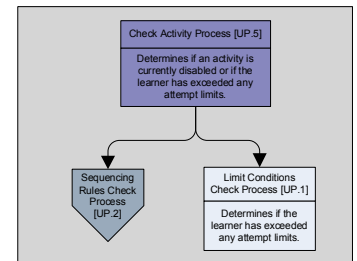 Check Activity Process [UP.5]
Determines if an activity is
currently disabled or if the
learner has exceeded any
attempt limits.
Sequencing
Rules Check
Process
[UP.2]
Limit Conditions
Check Process [UP.1]
Determines if the
learner has exceeded
any attempt limits.